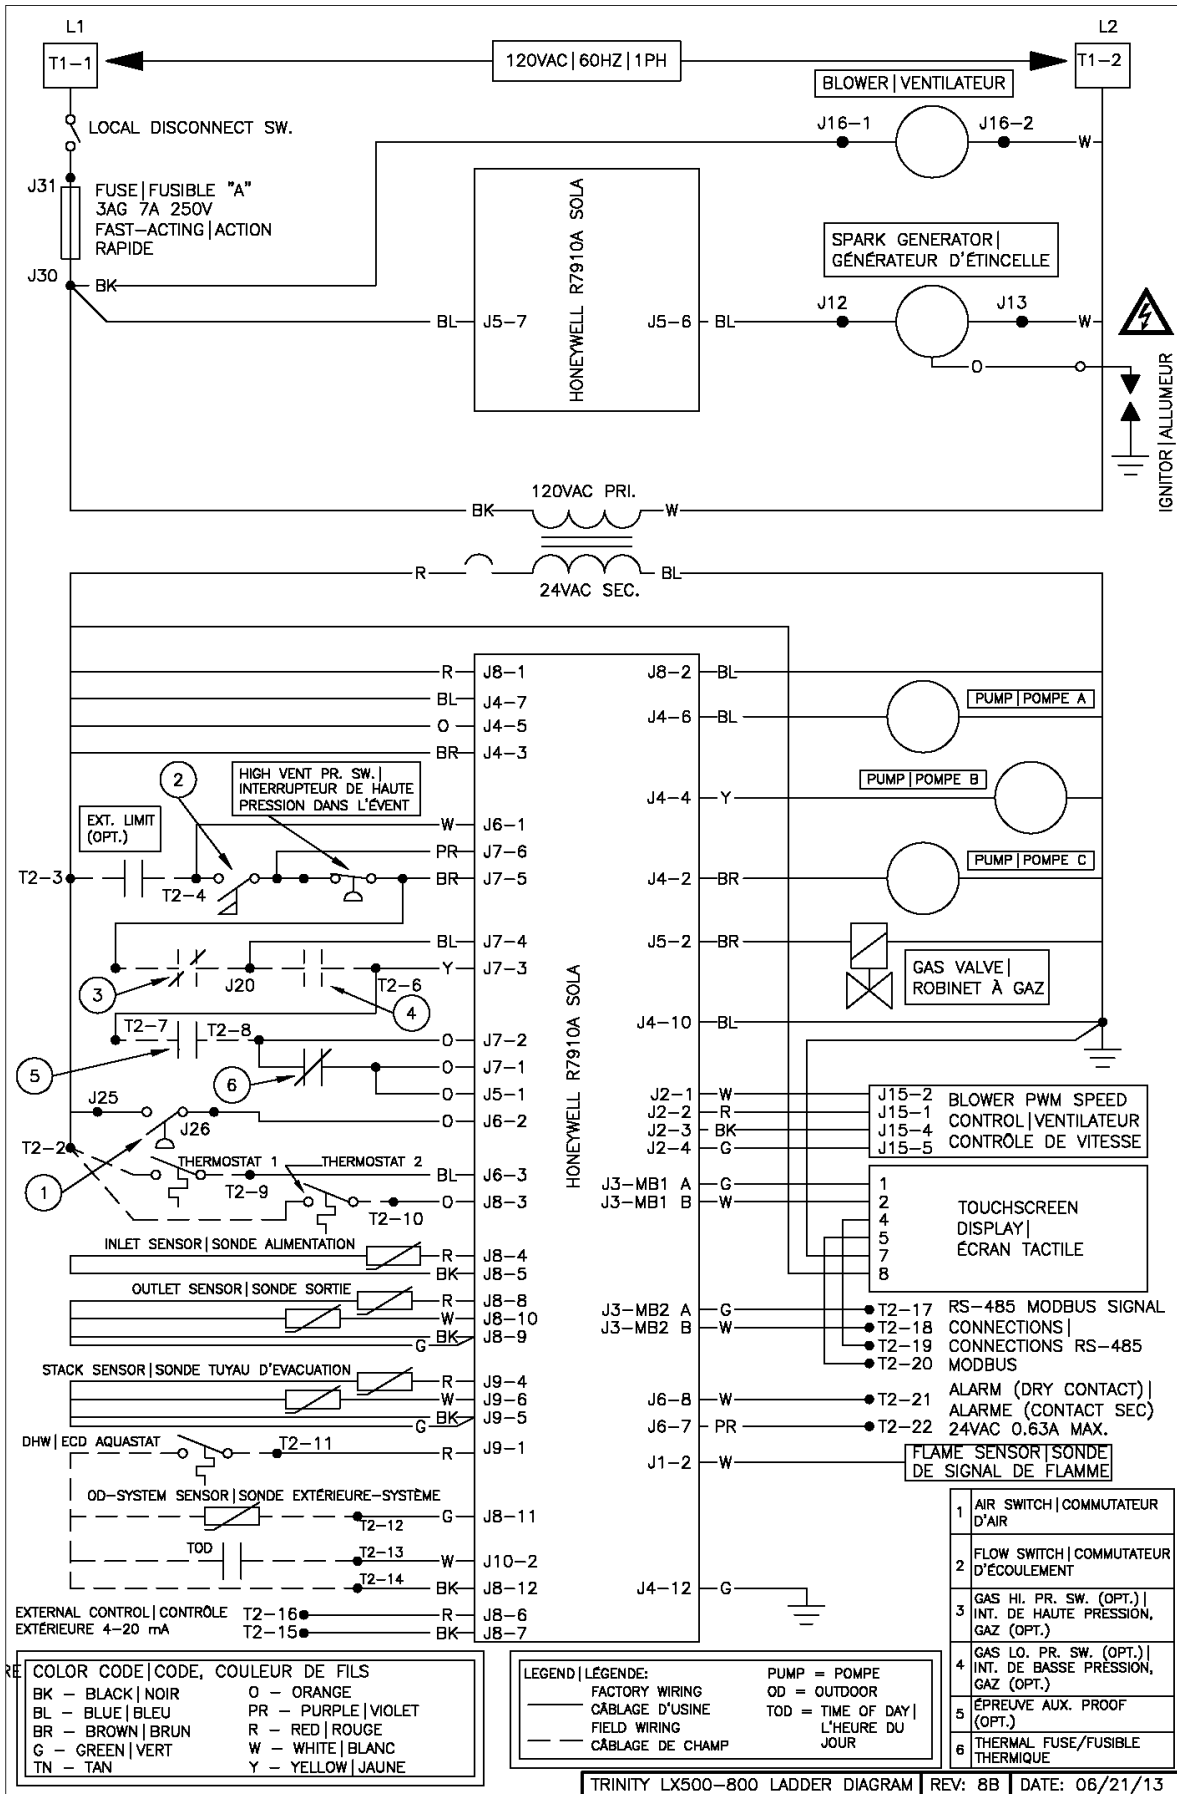 L1
L2
T1-1
120VAC|60HZ|1PH
T1-2
BLOWER|VENTILATEUR
LOCAL DISCONNECT SW.
J16-1
J16-2
W
J31
FUSE|FUSIBLE "A"
3AG 7A 250V
FAST-ACTING|ACTION
RAPIDE
HONEYWELL R7910A SOLA
SPARK GENERATOR|
GÉNÉRATEUR D'ÉTINCELLE
J30
BK
J12
J13
BL
J5-7
J5-6
BL
W
O
IGNITOR|ALLUMEUR
120VAC PRI.
BK
W
R
BL
24VAC SEC.
R
J8-1
J8-2
BL
BL
J4-7
PUMP|POMPE A
O
J4-5
J4-6
BL
BR
J4-3
2
HIGH VENT PR. SW.|
INTERRUPTEUR DE HAUTE
PRESSION DANS L'ÉVENT
PUMP|POMPE B
J4-4
Y
EXT. LIMIT
(OPT.)
W
J6-1
PR
J7-6
PUMP|POMPE C
T2-3
T2-4
BR
J7-5
J4-2
BR
BL
J7-4
J5-2
BR
GAS VALVE|
ROBINET À GAZ
3
J20
T2-6
Y
J7-3
4
HONEYWELL R7910A SOLA
J4-10
BL
T2-7
T2-8
O
J7-2
5
6
O
J7-1
O
J5-1
J25
J26
O
J6-2
J2-1
W
J15-2
J2-2
R
J15-1
J2-3
BK
J15-4
J2-4
G
J15-5
BLOWER PWM SPEED
CONTROL|VENTILATEUR
CONTRÔLE DE VITESSE
T2-2
1
THERMOSTAT 1
THERMOSTAT 2
T2-9
BL
J6-3
T2-10
O
J8-3
J3-MB1 A
G
1
J3-MB1 B
W
2
4
5
7
8
TOUCHSCREEN
DISPLAY|
ÉCRAN TACTILE
INLET SENSOR|SONDE ALIMENTATION
R
J8-4
BK
J8-5
OUTLET SENSOR|SONDE SORTIE
R
J8-8
W
J8-10
BK
J8-9
G
J3-MB2 A
G
T2-17
J3-MB2 B
W
T2-18
T2-19
T2-20
RS-485 MODBUS SIGNAL
CONNECTIONS|
CONNECTIONS RS-485
MODBUS
STACK SENSOR|SONDE TUYAU D'EVACUATION
R
J9-4
W
J9-6
BK
J9-5
G
J6-8
W
T2-21
J6-7
PR
T2-22
ALARM (DRY CONTACT)|
ALARME (CONTACT SEC)
24VAC 0.63A MAX.
DHW|ECD AQUASTAT
T2-11
R
J9-1
J1-2
W
FLAME SENSOR|SONDE
DE SIGNAL DE FLAMME
OD-SYSTEM SENSOR|SONDE EXTÉRIEURE-SYSTÈME
T2-12
G
J8-11
TOD
T2-13
W
J10-2
T2-14
BK
J8-12
J4-12
G
EXTERNAL CONTROL|CONTRÔLE
EXTÉRIEURE 4-20 mA
T2-16
R
J8-6
T2-15
BK
J8-7
1 AIR SWITCH|COMMUTATEUR
D'AIR
2 FLOW SWITCH|COMMUTATEUR
D'ÉCOULEMENT
3 GAS HI. PR. SW. (OPT.)|
INT. DE HAUTE PRESSION,
GAZ (OPT.)
4 GAS LO. PR. SW. (OPT.)|
INT. DE BASSE PRESSION,
GAZ (OPT.)
5 ÉPREUVE AUX. PROOF
(OPT.)
6 THERMAL FUSE/FUSIBLE
THERMIQUE
RE
COLOR CODE|CODE, COULEUR DE FILS
BK - BLACK|NOIR
BL - BLUE|BLEU
BR - BROWN|BRUN
G - GREEN|VERT
TN - TAN
O - ORANGE
PR - PURPLE|VIOLET
R - RED|ROUGE
W - WHITE|BLANC
Y - YELLOW|JAUNE
LEGEND|LÉGENDE:
FACTORY WIRING
CÂBLAGE D'USINE
FIELD WIRING
CÂBLAGE DE CHAMP
PUMP = POMPE
OD = OUTDOOR
TOD = TIME OF DAY|
L'HEURE DU
JOUR
TRINITY LX500-800 LADDER DIAGRAM
REV: 8B
DATE: 06/21/13